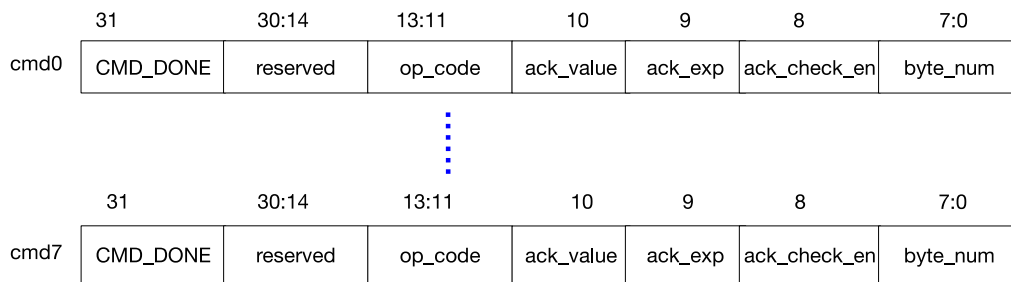 31 30:14 13:11 10 9 8 7:0
cmd0 CMD_DONE reserved op_code ack_value ack_exp ack_check_en byte_num
31 30:14 13:11 10 9 8 7:0
cmd7 CMD_DONE reserved op_code ack_value ack_exp ack_check_en byte_num